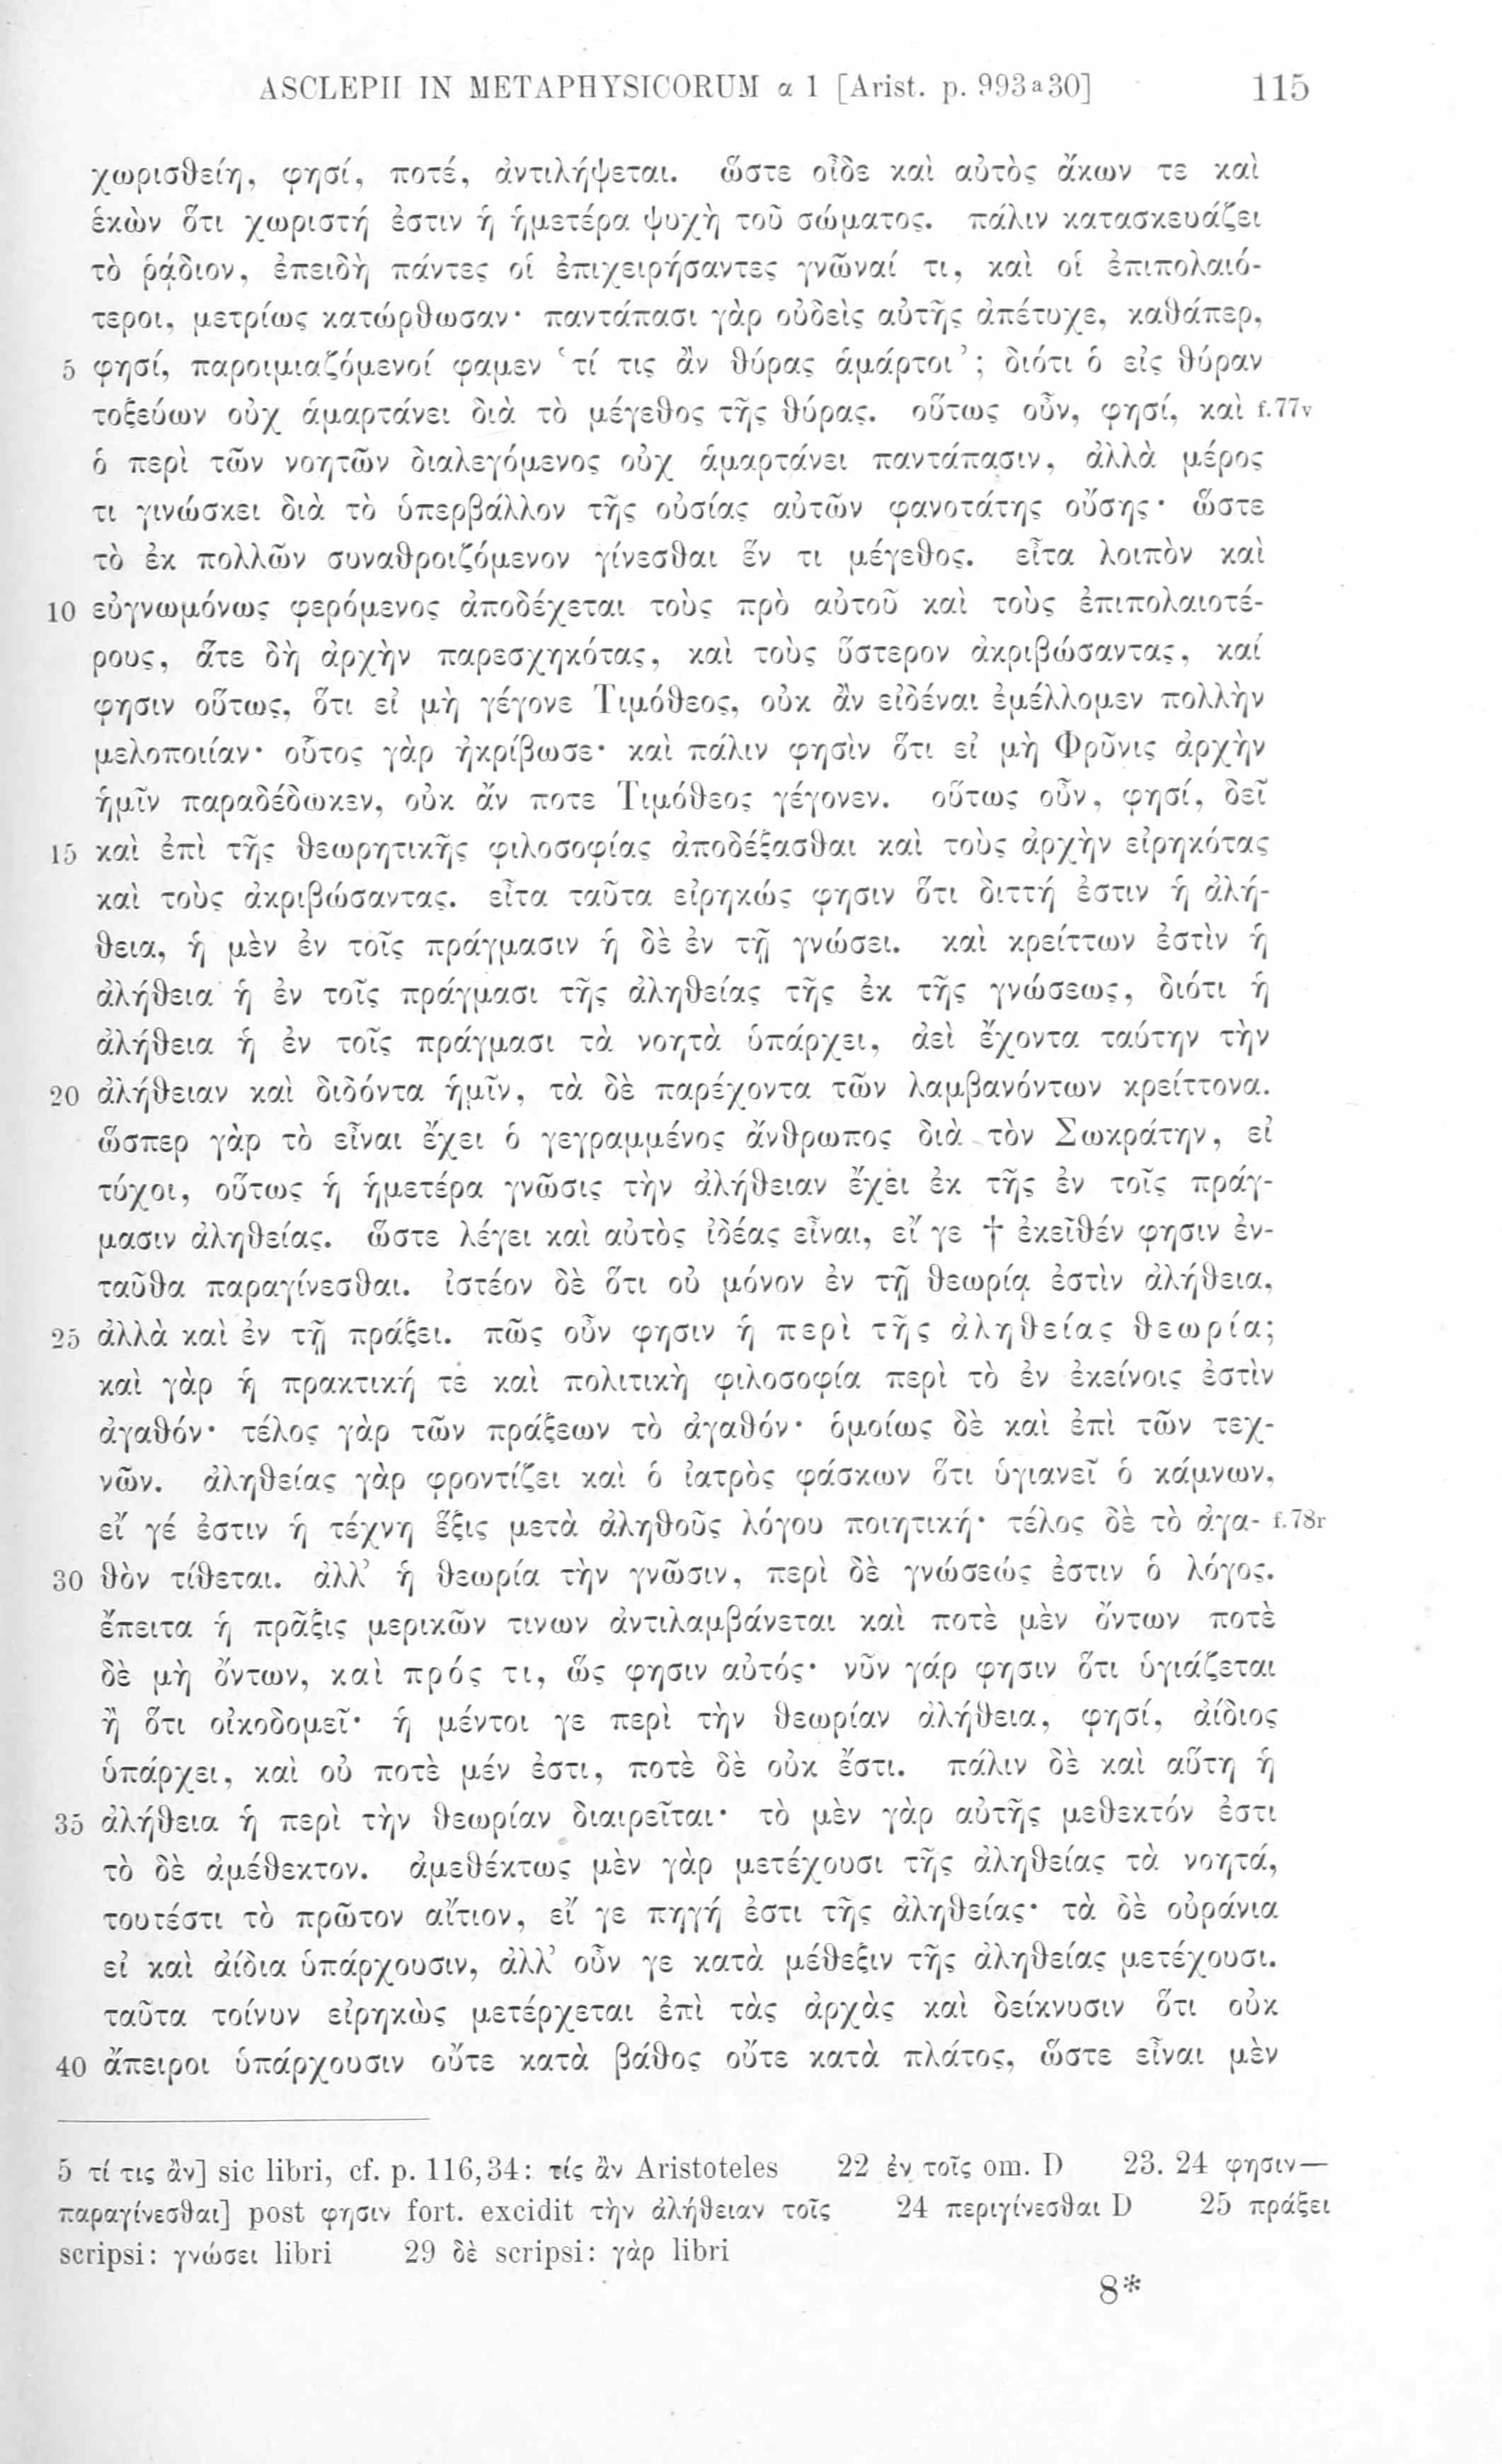 ASCLEPII IN METAPHYSICORUM α 1 [Arist. p. 993a30] 115
χωρισθείη, φησί, ποτέ, ἀντιλήψεται. ὥστε οἶδε καὶ αὐτὸς ἄκων τε καὶ
ἑκὼν ὅτι χωριστή ἐστιν ἡ ἡμετέρα ψυχὴ τοῦ σώματος. πάλιν κατασκευάζει
τὸ ῥᾴδιον, ἐπειδὴ πάντες οἱ ἐπιχειρήσαντες γνῶναί τι, καὶ οἱ ἐπιπολαιό-
τεροι, μετρίως κατώρθωσαν· παντάπασι γὰρ οὐδεὶς αὐτῆς ἀπέτυχε, καθάπερ,
5 φησί, παροιμιαζόμενοί φαμεν ‘τί τις ἂν θύρας ἁμάρτοι’; διότι ὁ εἰς θύραν
τοξεύων οὐχ ἁμαρτάνει διὰ τὸ μέγεθος τῆς θύρας. οὕτως οὖν, φησί, καὶ f.77v
ὁ περὶ τῶν νοητῶν διαλεγόμενος οὐχ ἁμαρτάνει παντάπασιν, ἀλλὰ μέρος
τι γινώσκει διὰ τὸ ὑπερβάλλον τῆς οὐσίας αὐτῶν φανοτάτης οὔσης· ὥστε
τὸ ἐκ πολλῶν συναθροιζόμενον γίνεσθαι ἕν τι μέγεθος. εἶτα λοιπὸν καὶ
10 εὐγνωμόνως φερόμενος ἀποδέχεται τοὺς πρὸ αὐτοῦ καὶ τοὺς ἐπιπολαιοτέ-
ρους, ἅτε δὴ ἀρχὴν παρεσχηκότας, καὶ τοὺς ὕστερον ἀκριβώσαντας, καί
φησιν οὕτως, ὅτι εἰ μὴ γέγονε Τιμόθεος, οὐκ ἂν εἰδέναι ἐμέλλομεν πολλὴν
μελοποιίαν· οὗτος γὰρ ἠκρίβωσε· καὶ πάλιν φησὶν ὅτι εἰ μὴ Φρῦνις ἀρχὴν
ἡμῖν παραδέδωκεν, οὐκ ἄν ποτε Τιμόθεος γέγονεν. οὕτως οὖν, φησί, δεῖ
15 καὶ ἐπὶ τῆς θεωρητικῆς φιλοσοφίας ἀποδέξασθαι καὶ τοὺς ἀρχὴν εἰρηκότας
καὶ τοὺς ἀκριβώσαντας. εἶτα ταῦτα εἰρηκώς φησιν ὅτι διττή ἐστιν ἡ ἀλή-
θεια, ἡ μὲν ἐν τοῖς πράγμασιν ἡ δὲ ἐν τῇ γνώσει. καὶ κρείττων ἐστὶν ἡ
ἀλήθεια ἡ ἐν τοῖς πράγμασι τῆς ἀληθείας τῆς ἐκ τῆς γνώσεως, διότι ἡ
ἀλήθεια ἡ ἐν τοῖς πράγμασι τὰ νοητὰ ὑπάρχει, ἀεὶ ἔχοντα ταύτην τὴν
20 ἀλήθειαν καὶ διδόντα ἡμῖν, τὰ δὲ παρέχοντα τῶν λαμβανόντων κρείττονα.
ὥσπερ γὰρ τὸ εἶναι ἔχει ὁ γεγραμμένος ἄνθρωπος διὰ τὸν Σωκράτην, εἰ
τύχοι, οὕτως ἡ ἡμετέρα γνῶσις τὴν ἀλήθειαν ἔχει ἐκ τῆς ἐν τοῖς πράγ-
μασιν ἀληθείας. ὥστε λέγει καὶ αὐτὸς ἰδέας εἶναι, εἴ γε † ἐκεῖθέν φησιν ἐν-
ταῦθα παραγίνεσθαι. ἰστέον δὲ ὅτι οὐ μόνον ἐν τῇ θεωρίᾳ ἐστὶν ἀλήθεια,
25 ἀλλὰ καὶ ἐν τῇ πράξει. πῶς οὖν φησιν ἡ περὶ τῆς ἀληθείας θεωρία;
καὶ γὰρ ἡ πρακτική τε καὶ πολιτικὴ φιλοσοφία περὶ τὸ ἐν ἐκείνοις ἐστὶν
ἀγαθόν· τέλος γὰρ τῶν πράξεων τὸ ἀγαθόν· ὁμοίως δὲ καὶ ἐπὶ τῶν τεχ-
νῶν. ἀληθείας γὰρ φροντίζει καὶ ὁ ἰατρὸς φάσκων ὅτι ὑγιανεῖ ὁ κάμνων,
εἴ γέ ἐστιν ἡ τέχνη ἕξις μετὰ ἀληθοῦς λόγου ποιητική· τέλος δὲ τὸ ἀγα- f.78r
30 θὸν τίθεται. ἀλλ’ ἡ θεωρία τὴν γνῶσιν, περὶ δὲ γνώσεώς ἐστιν ὁ λόγος.
ἔπειτα ἡ πρᾶξις μερικῶν τινων ἀντιλαμβάνεται καὶ ποτὲ μὲν ὄντων ποτὲ
δὲ μὴ ὄντων, καὶ πρός τι, ὥς φησιν αὐτός· νῦν γάρ φησιν ὅτι ὑγιάζεται
ἢ ὅτι οἰκοδομεῖ· ἡ μέντοι γε περὶ τὴν θεωρίαν ἀλήθεια, φησί, ἀίδιος
ὑπάρχει, καὶ οὐ ποτὲ μέν ἐστι, ποτὲ δὲ οὐκ ἔστι. πάλιν δὲ καὶ αὕτη ἡ
35 ἀλήθεια ἡ περὶ τὴν θεωρίαν διαιρεῖται· τὸ μὲν γὰρ αὐτῆς μεθεκτόν ἐστι
τὸ δὲ ἀμέθεκτον. ἀμεθέκτως μὲν γὰρ μετέχουσι τῆς ἀληθείας τὰ νοητά,
τουτέστι τὸ πρῶτον αἴτιον, εἴ γε πηγή ἐστι τῆς ἀληθείας· τὰ δὲ οὐράνια
εἰ καὶ ἀίδια ὑπάρχουσιν, ἀλλ’ οὖν γε κατὰ μέθεξιν τῆς ἀληθείας μετέχουσι.
ταῦτα τοίνυν εἰρηκὼς μετέρχεται ἐπὶ τὰς ἀρχὰς καὶ δείκνυσιν ὅτι οὐκ
40 ἄπειροι ὑπάρχουσιν οὔτε κατὰ βάθος οὔτε κατὰ πλάτος, ὥστε εἶναι μὲν
5 τί τις ἂν] sic libri, cf. p. 116,34: τίς ἂν Aristoteles 22 ἐν τοῖς om. D 23. 24 φησιν—
παραγίνεσθαι] post φησιν fort. excidit τὴν ἀλήθειαν τοῖς 24 περιγίνεσθαι D 25 πράξει
scripsi: γνώσει libri 29 δὲ scripsi: γὰρ libri
8*